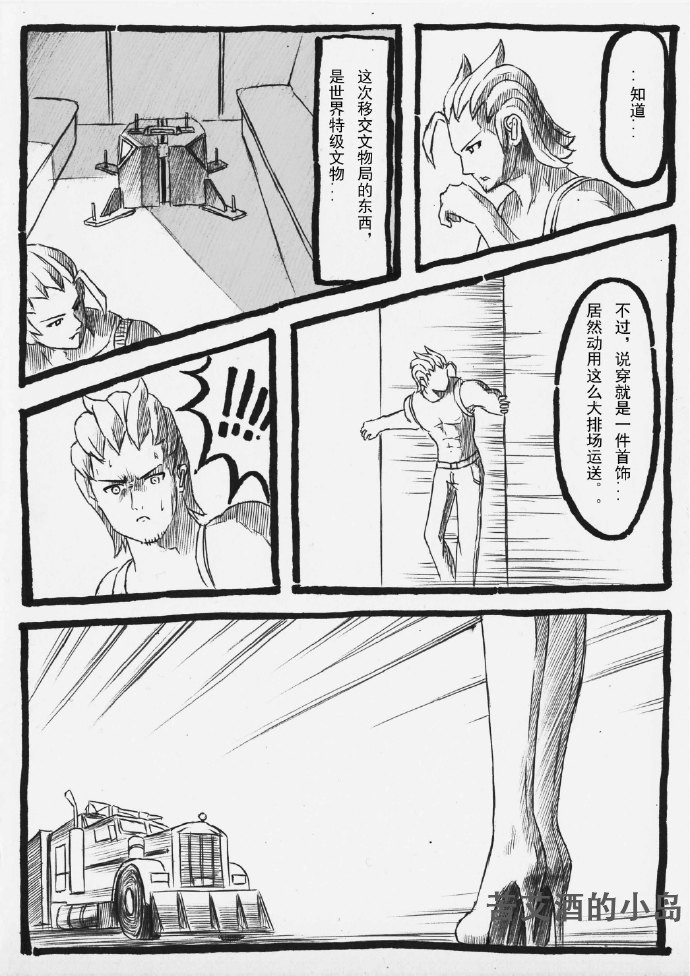 这次移交文物局的东西，
是世界特级文物…
…知道…
不过，说穿就是一件首饰…
居然动用这么大排场运送。。
!!!
苦艾酒的小岛